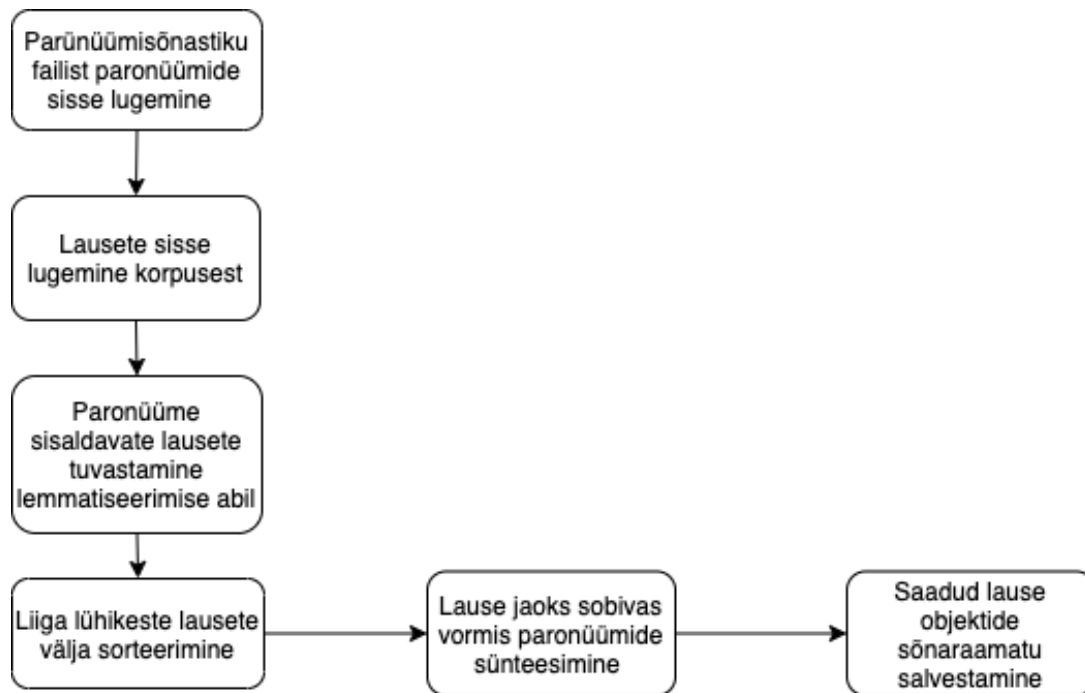 Parünüümisõnastiku
failist paronüümide
sisse lugemine
Lausete sisse
lugemine korpusest
Paronüüme
sisaldavate lausete
tuvastamine
lemmatiseerimise abil
Liiga lühikeste lausete
välja sorteerimine
Lause jaoks sobivas
vormis paronüümide
sünteesimine
Saadud lause
objektide
sõnaraamatu
salvestamine